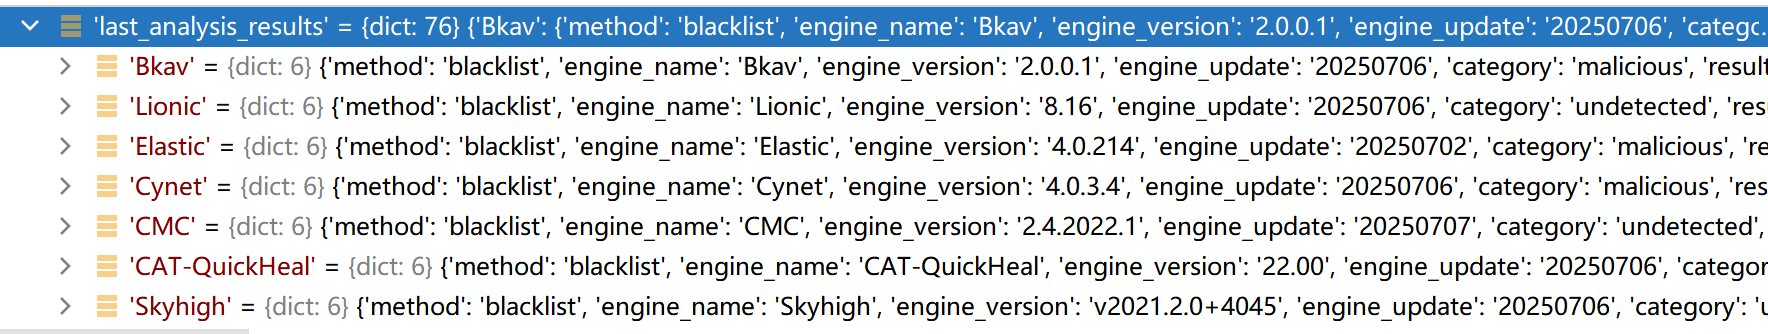 'last_analysis_results' = {dict: 76} {'Bkav': {'method': 'blacklist', 'engine_name': 'Bkav', 'engine_version': '2.0.0.1', 'engine_update': '20250706', 'categc...
'Bkav' = {dict: 6} {'method': 'blacklist', 'engine_name': 'Bkav', 'engine_version': '2.0.0.1', 'engine_update': '20250706', 'category': 'malicious', 'result
'Lionic' = {dict: 6} {'method': 'blacklist', 'engine_name': 'Lionic', 'engine_version': '8.16', 'engine_update': '20250706', 'category': 'undetected', 'res
'Elastic' = {dict: 6} {'method': 'blacklist', 'engine_name': 'Elastic', 'engine_version': '4.0.214', 'engine_update': '20250702', 'category': 'malicious', 're
'Cynet' = {dict: 6} {'method': 'blacklist', 'engine_name': 'Cynet', 'engine_version': '4.0.3.4', 'engine_update': '20250706', 'category': 'malicious', 'res
'CMC' = {dict: 6} {'method': 'blacklist', 'engine_name': 'CMC', 'engine_version': '2.4.2022.1', 'engine_update': '20250707', 'category': 'undetected',
'CAT-QuickHeal' = {dict: 6} {'method': 'blacklist', 'engine_name': 'CAT-QuickHeal', 'engine_version': '22.00', 'engine_update': '20250706', 'categor
'Skyhigh' = {dict: 6} {'method': 'blacklist', 'engine_name': 'Skyhigh', 'engine_version': 'v2021.2.0+4045', 'engine_update': '20250706', 'category': 'u